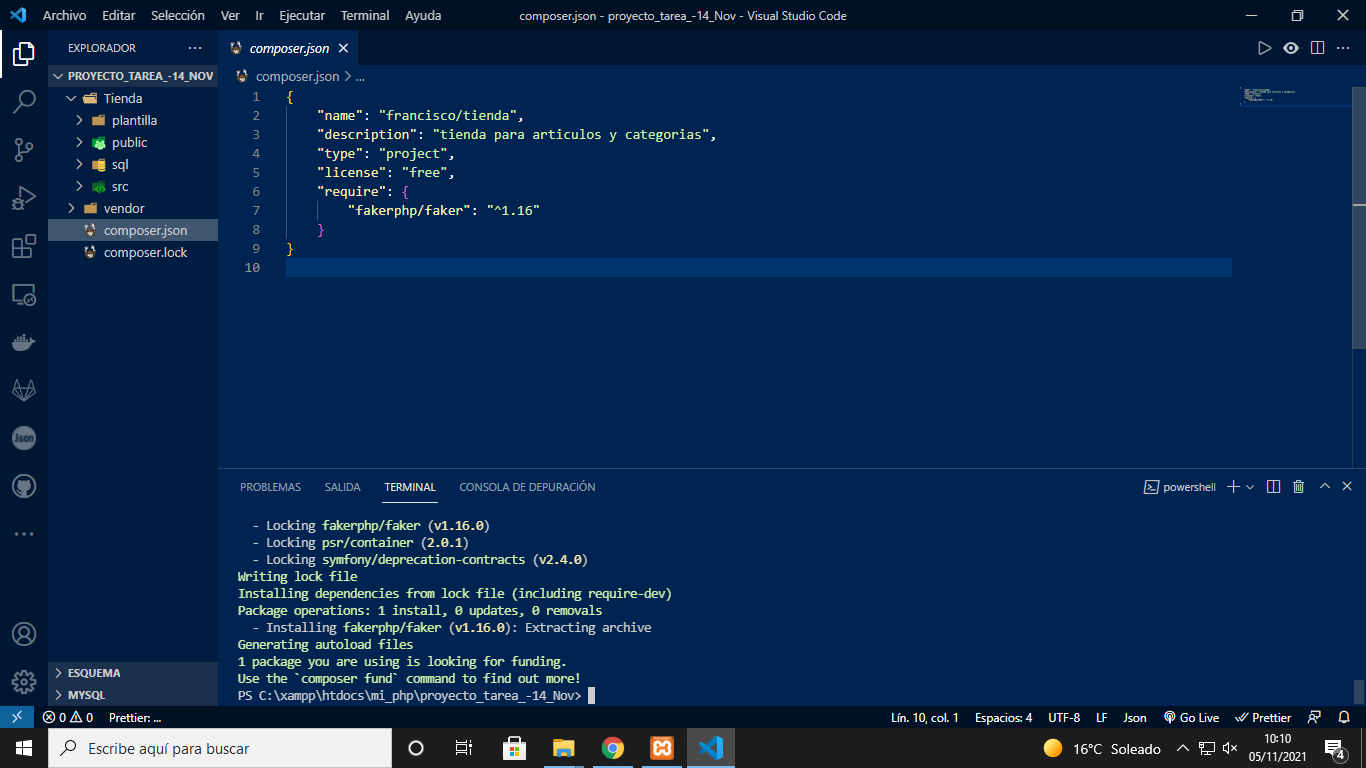 Archivo Editar Selección Ver Ir Ejecutar Terminal Ayuda
composer.json - proyecto_tarea_-14_Nov - Visual Studio Code
EXPLORADOR
PROYECTO_TAREA_-14_NOV
Tienda
plantilla
public
sql
src
vendor
composer.json
composer.lock
Json
ESQUEMA
MYSQL
composer.json
composer.json > ...
1 {
2 "name": "francisco/tienda",
3 "description": "tienda para articulos y categorias",
4 "type": "project",
5 "license": "free",
6 "require": {
7 "fakerphp/faker": "^1.16"
8 }
9 }
10
PROBLEMAS SALIDA TERMINAL CONSOLA DE DEPURACIÓN
powershell
- Locking fakerphp/faker (v1.16.0)
- Locking psr/container (2.0.1)
- Locking symfony/deprecation-contracts (v2.4.0)
Writing lock file
Installing dependencies from lock file (including require-dev)
Package operations: 1 install, 0 updates, 0 removals
- Installing fakerphp/faker (v1.16.0): Extracting archive
Generating autoload files
1 package you are using is looking for funding.
Use the `composer fund` command to find out more!
PS C:\xampp\htdocs\mi_php\proyecto_tarea_-14_Nov>
0 0 Prettier: ...
Lín. 10, col. 1 Espacios: 4 UTF-8 LF Json Go Live Prettier
Escribe aquí para buscar
16°C Soleado
10:10
05/11/2021
4